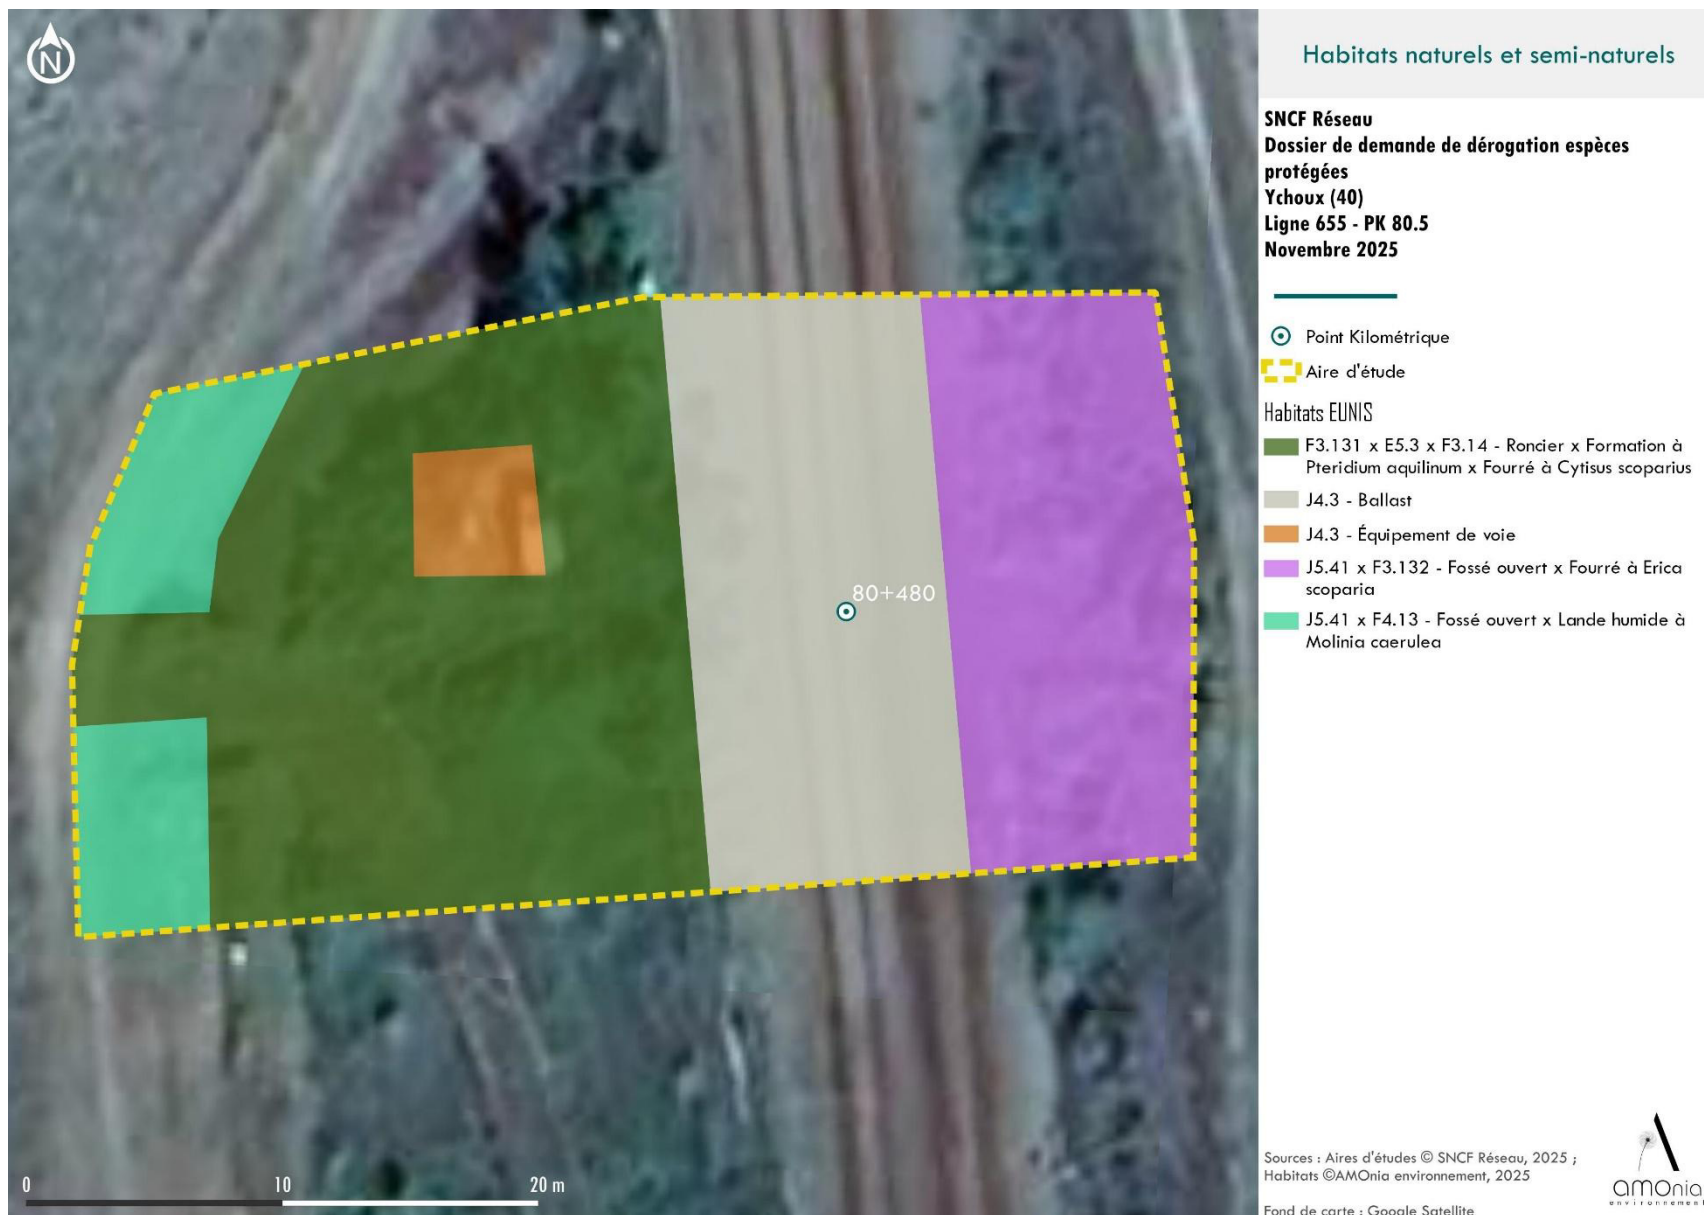 N
Habitats naturels et semi-naturels
SNCF Réseau
Dossier de demande de dérogation espèces
protégées
Ychoux (40)
Ligne 655 - PK 80.5
Novembre 2025
Point Kilométrique
Aire d'étude
Habitats EUNIS
F3.131 x E5.3 x F3.14 - Roncier x Formation à
Pteridium aquilinum x Fourré à Cytisus scoparius
J4.3 - Ballast
J4.3 - Équipement de voie
J5.41 x F3.132 - Fossé ouvert x Fourré à Erica
scoparia
J5.41 x F4.13 - Fossé ouvert x Lande humide à
Molinia caerulea
80+480
0 10 20 m
Sources : Aires d'études © SNCF Réseau, 2025 ;
Habitats ©AMOnia environnement, 2025
Fond de carte : Google Satellite
amonia
environnement